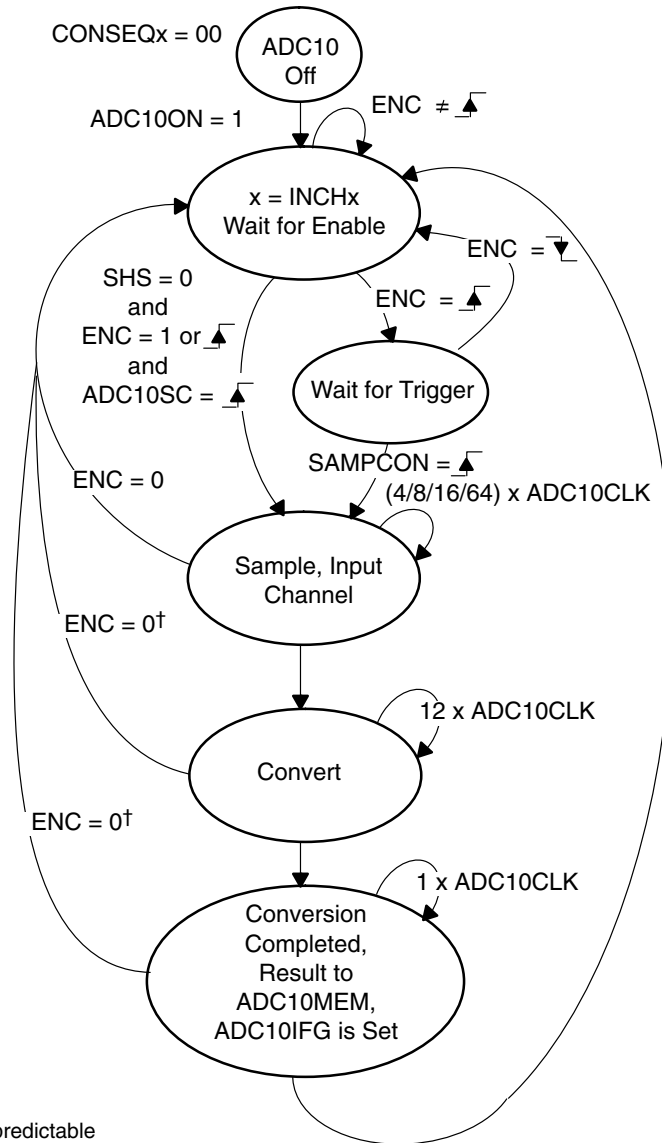 CONSEQx = 00
ADC10
Off
ADC10ON = 1
ENC ≠
x = INCHx
Wait for Enable
ENC =
SHS = 0
and
ENC = 1 or
and
ADC10SC =
ENC =
Wait for Trigger
SAMPCON =
(4/8/16/64) x ADC10CLK
ENC = 0
Sample, Input
Channel
ENC = 0†
12 x ADC10CLK
Convert
ENC = 0†
1 x ADC10CLK
Conversion
Completed,
Result to
ADC10MEM,
ADC10IFG is Set